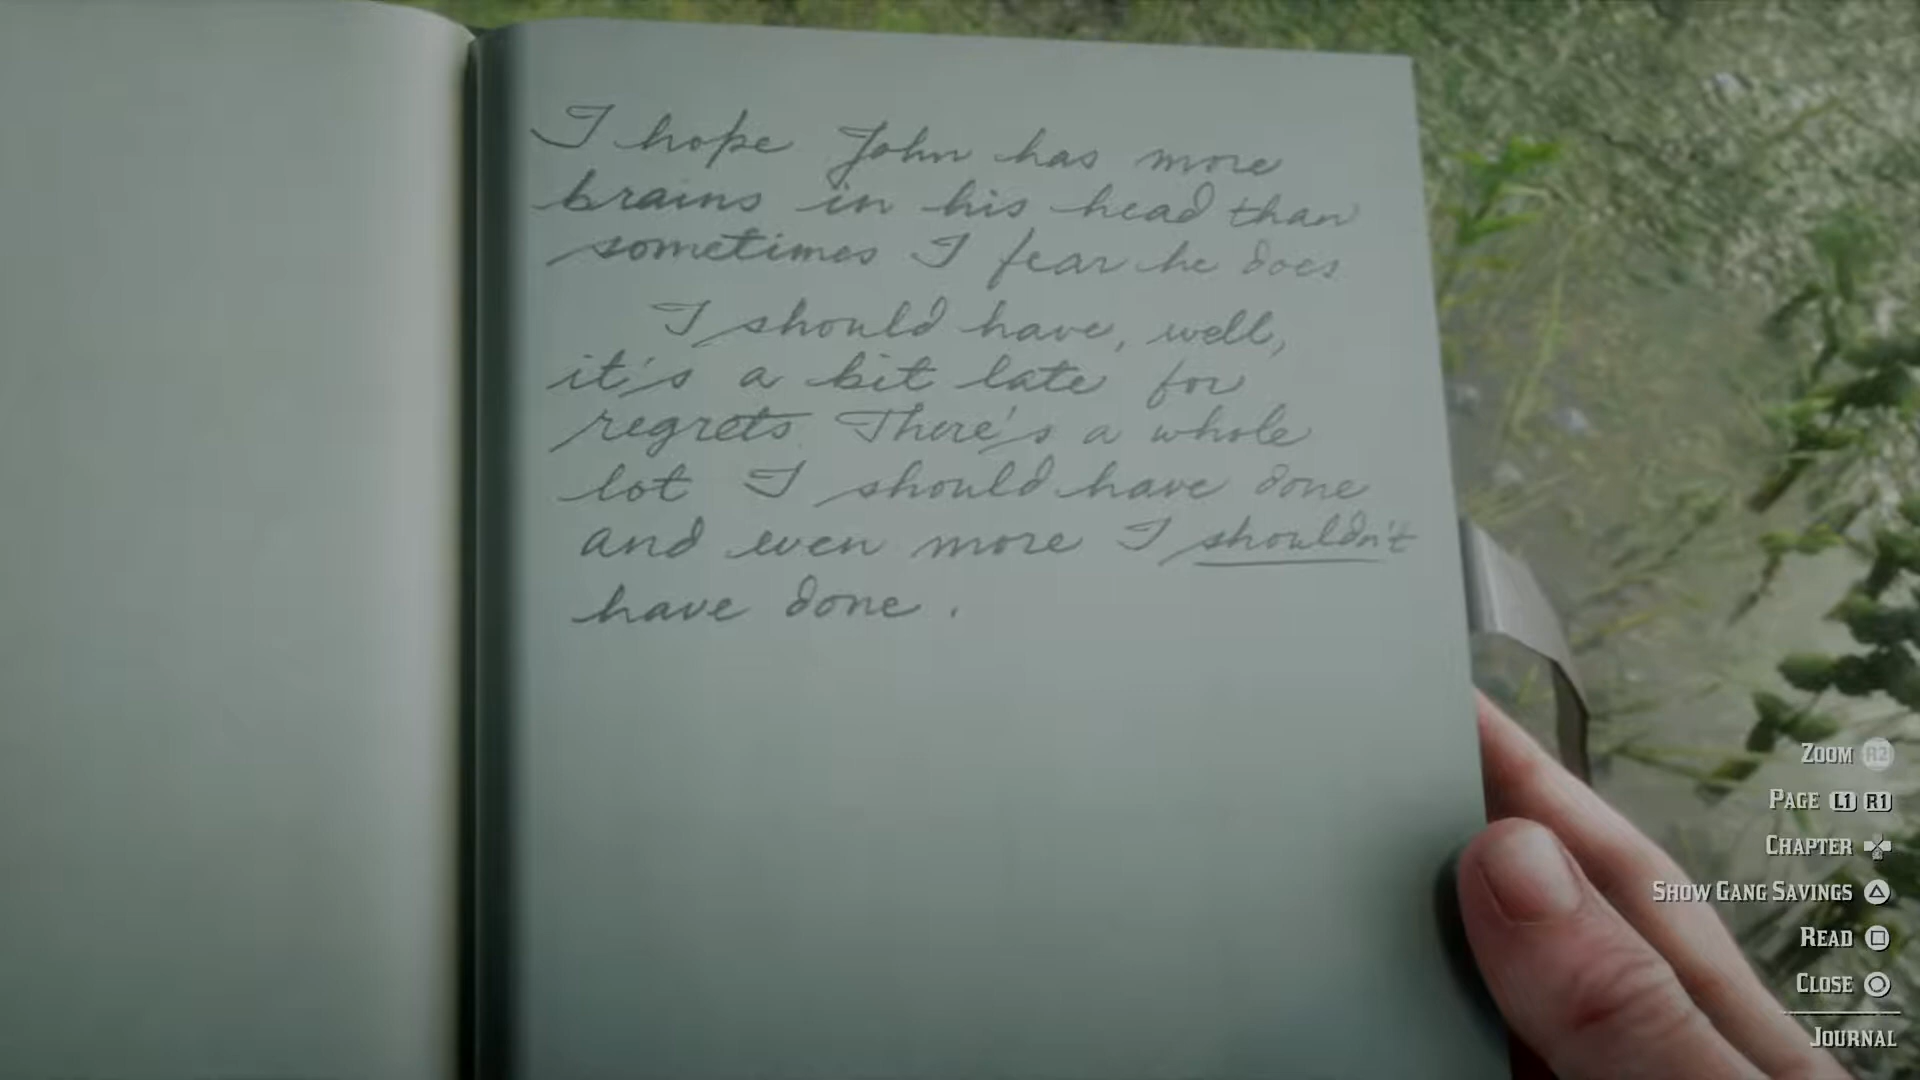 I hope John has more
brains in his head than
sometimes I fear he does
I should have, well,
it's a bit late for
regrets. There's a whole
lot I should have done
and even more I shouldn't
have done.
ZOOM R2
PAGE L1 R1
CHAPTER
SHOW GANG SAVINGS
READ
CLOSE
JOURNAL